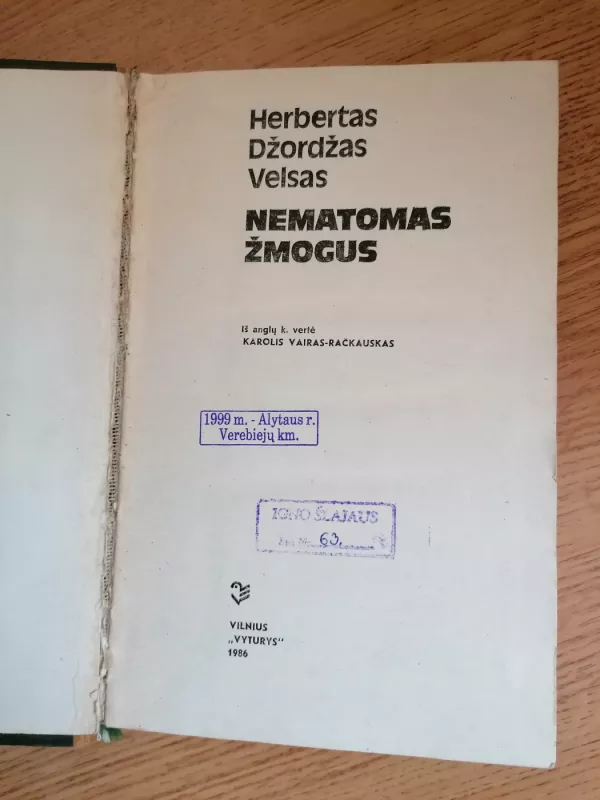 Herbertas
Džordžas
Velsas
NEMATOMAS
ŽMOGUS
Iš anglų k. vertė
KAROLIS VAIRAS-RAČKAUSKAS
1999 m. - Alytaus r.
Verebiejų km.
IGNO ŠLAJAUS
63,
VILNIUS
„VYTURYS"
1986